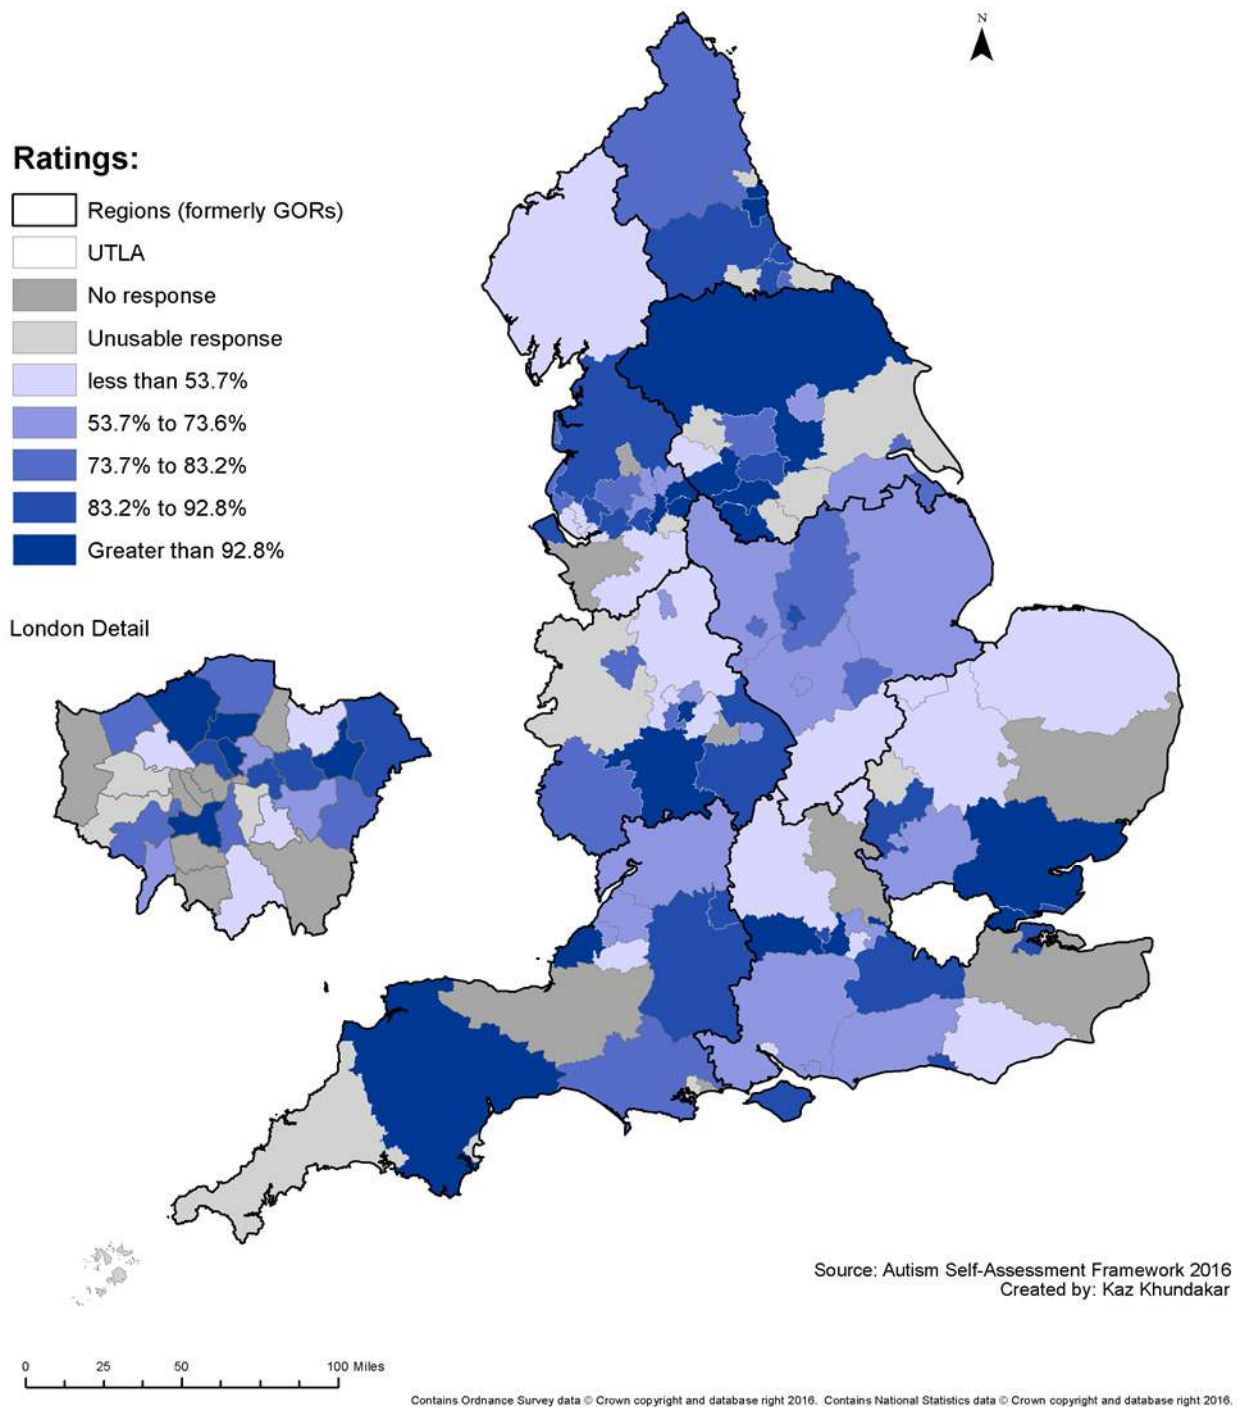 N
Ratings:
Regions (formerly GORs)
UTLA
No response
Unusable response
less than 53.7%
53.7% to 73.6%
73.7% to 83.2%
83.2% to 92.8%
Greater than 92.8%
London Detail
Source: Autism Self-Assessment Framework 2016
Created by: Kaz Khundakar
0 25 50 100 Miles
Contains Ordnance Survey data © Crown copyright and database right 2016. Contains National Statistics data © Crown copyright and database right 2016.